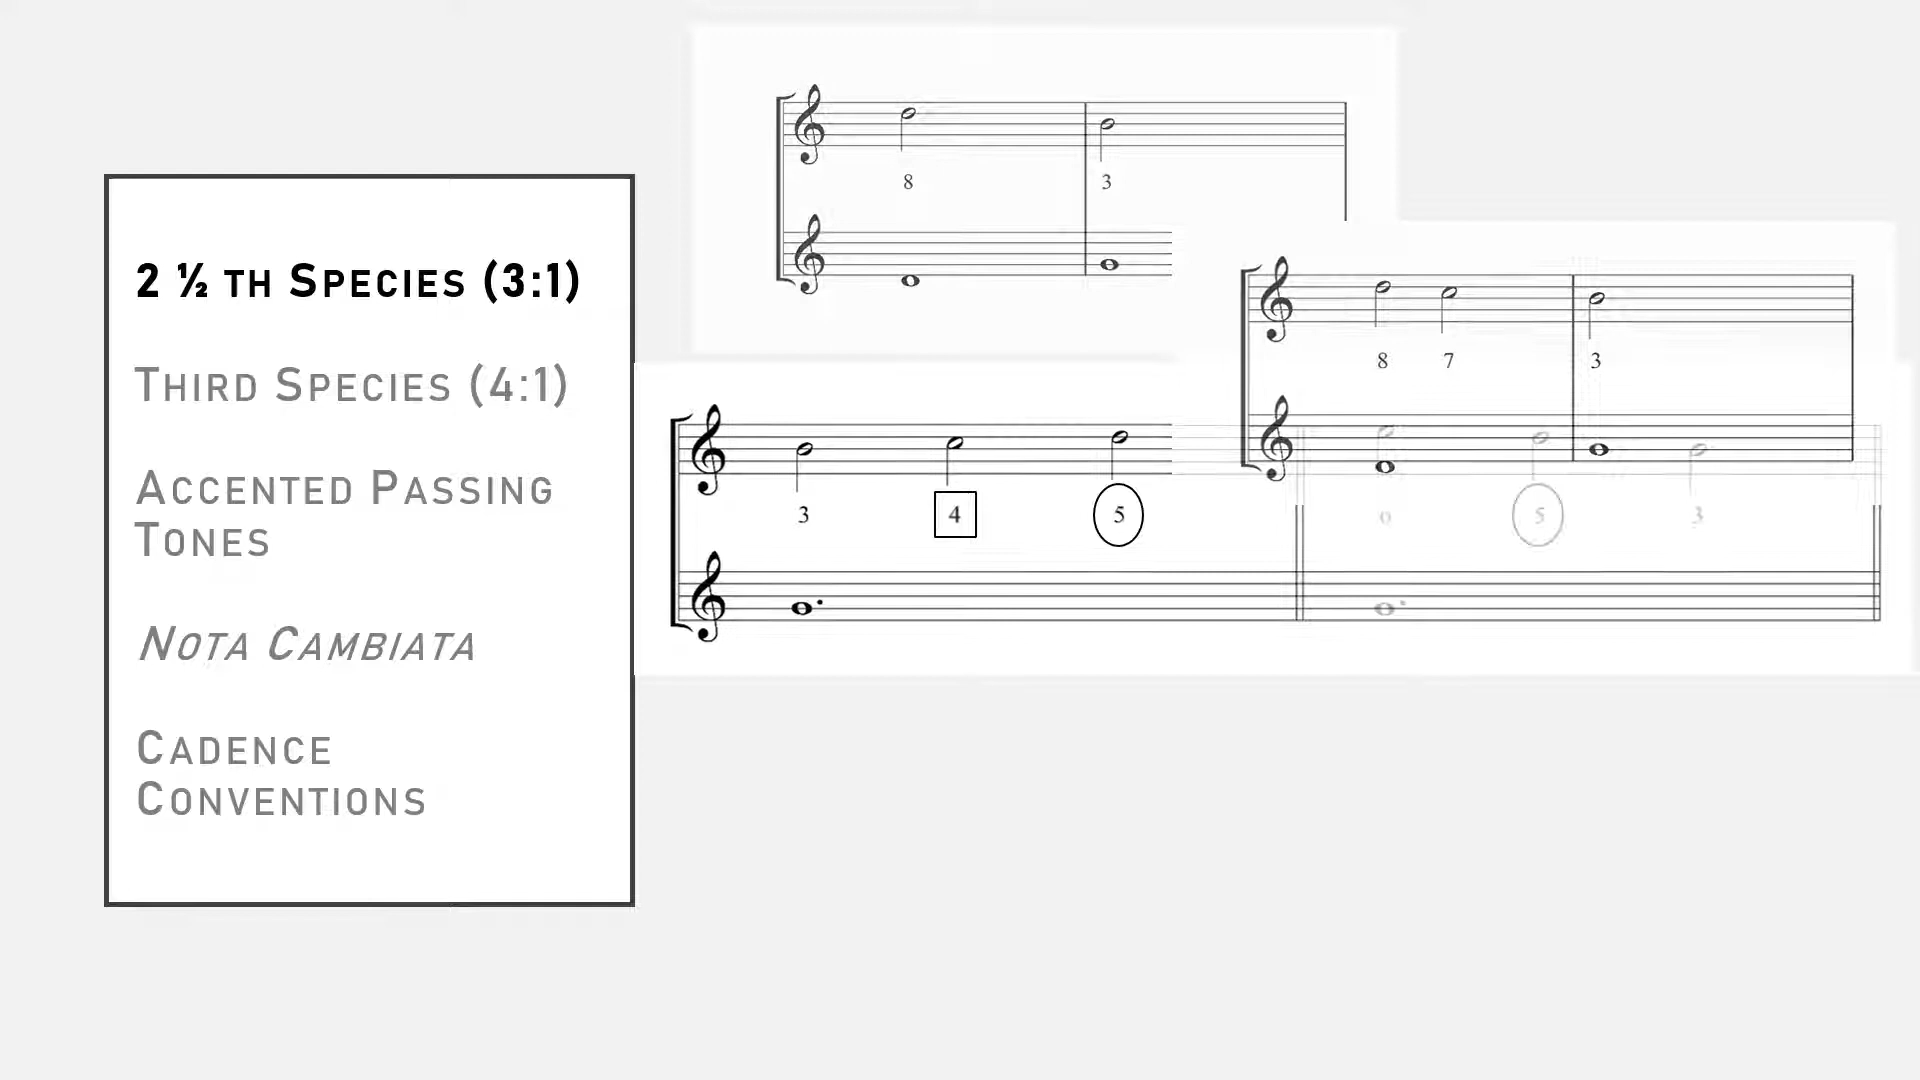 2 ½ TH SPECIES (3:1)
THIRD SPECIES (4:1)
ACCENTED PASSING
TONES
NOTA CAMBIATA
CADENCE
CONVENTIONS
8 3
8 7 3
3 4 5 5 3